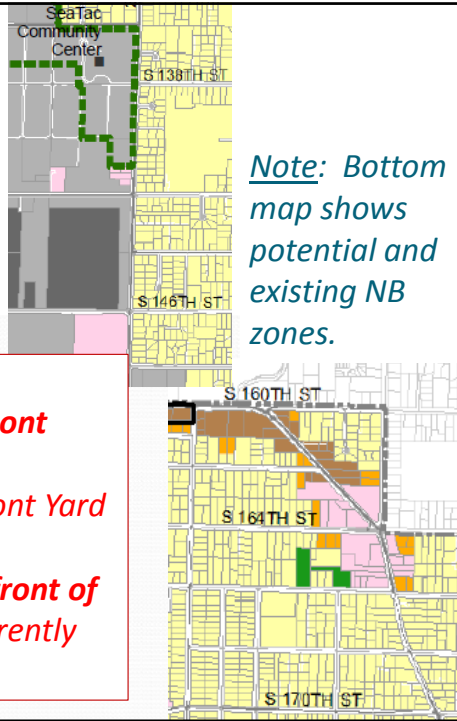 SeaTac
Community
Center
S 138TH ST
S 146TH ST
Note: Bottom
map shows
potential and
existing NB
zones.
ont
ont Yard
front of
rently
S 160TH ST
S 164TH ST
S 170TH ST